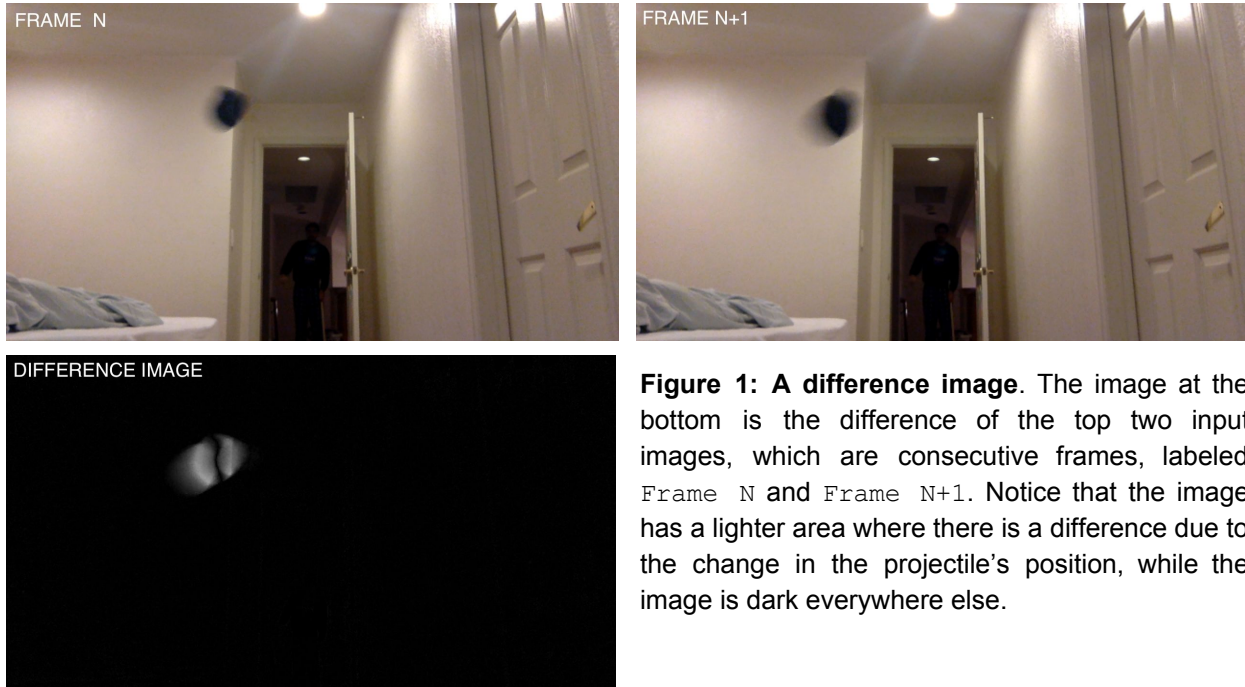 FRAME N
FRAME N+1
DIFFERENCE IMAGE
Figure 1: A difference image. The image at the
bottom is the difference of the top two input
images, which are consecutive frames, labeled
Frame N and Frame N+1. Notice that the image
has a lighter area where there is a difference due to
the change in the projectile’s position, while the
image is dark everywhere else.